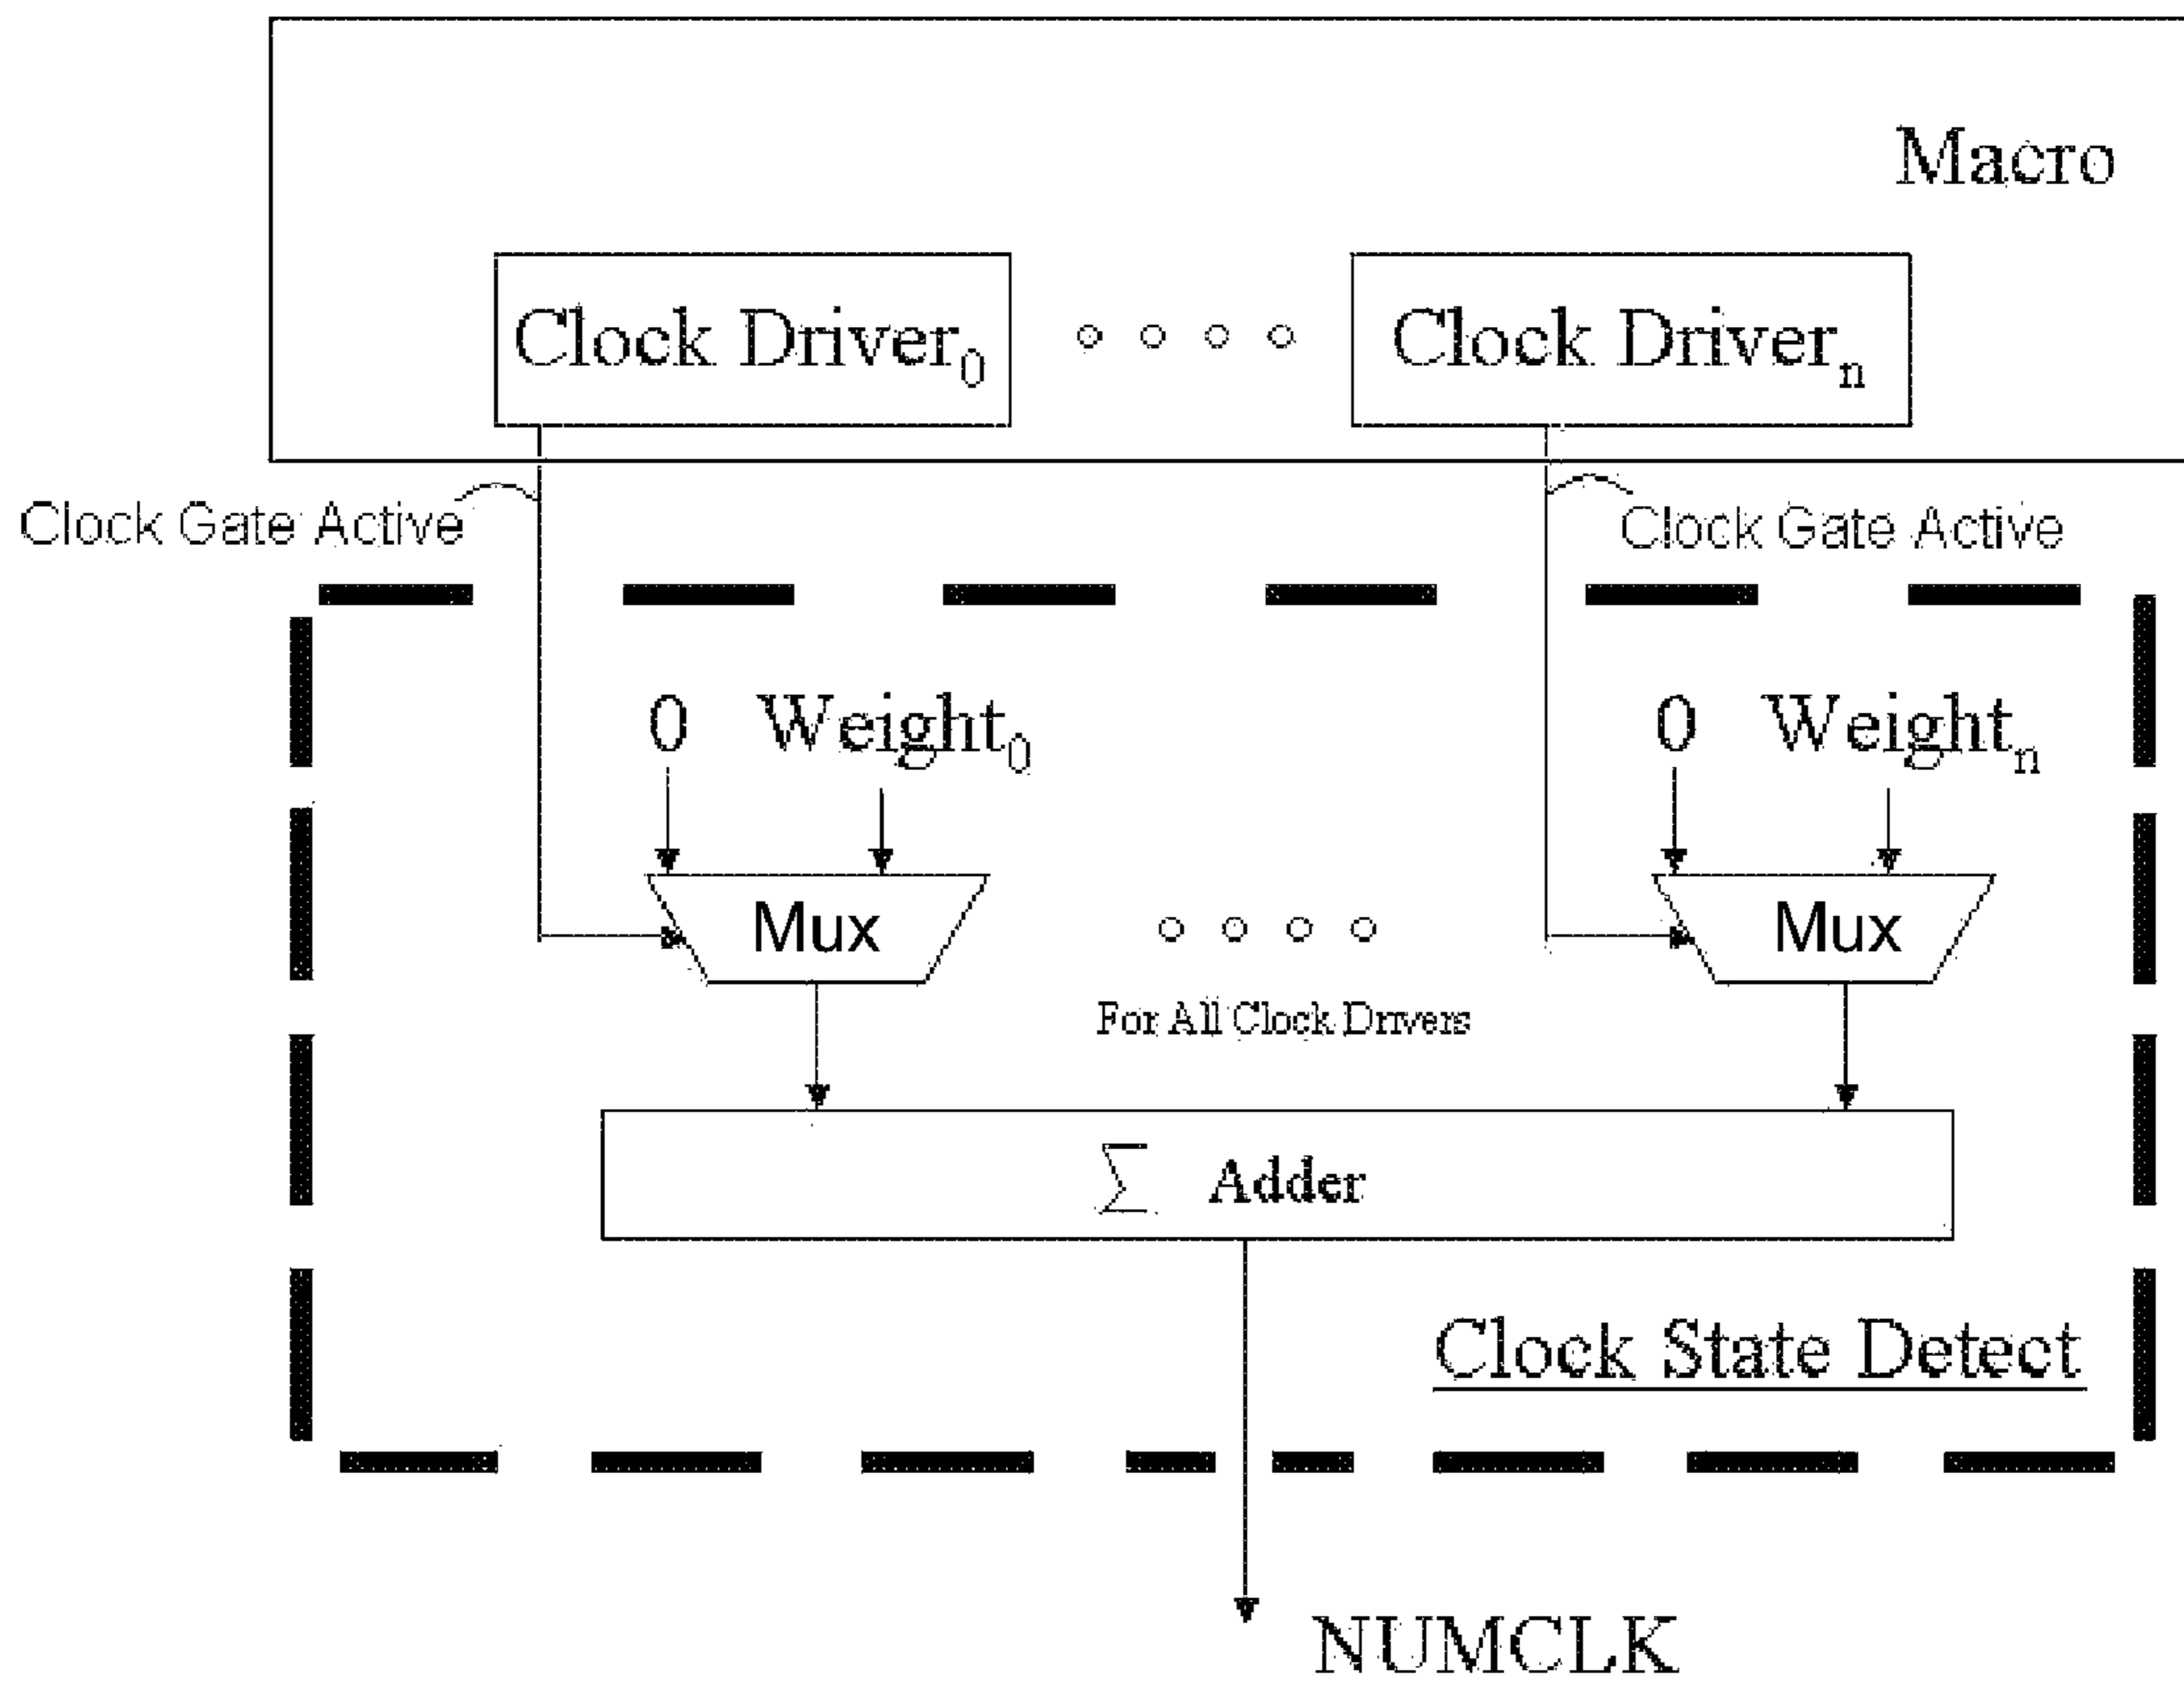 Macro
Clock Driver₀ Clock Driverₙ
Clock Gate Active Clock Gate Active
0 Weight₀ 0 Weightₙ
Mux Mux
For All Clock Drivers
∑ Adder
Clock State Detect
NUMCLK